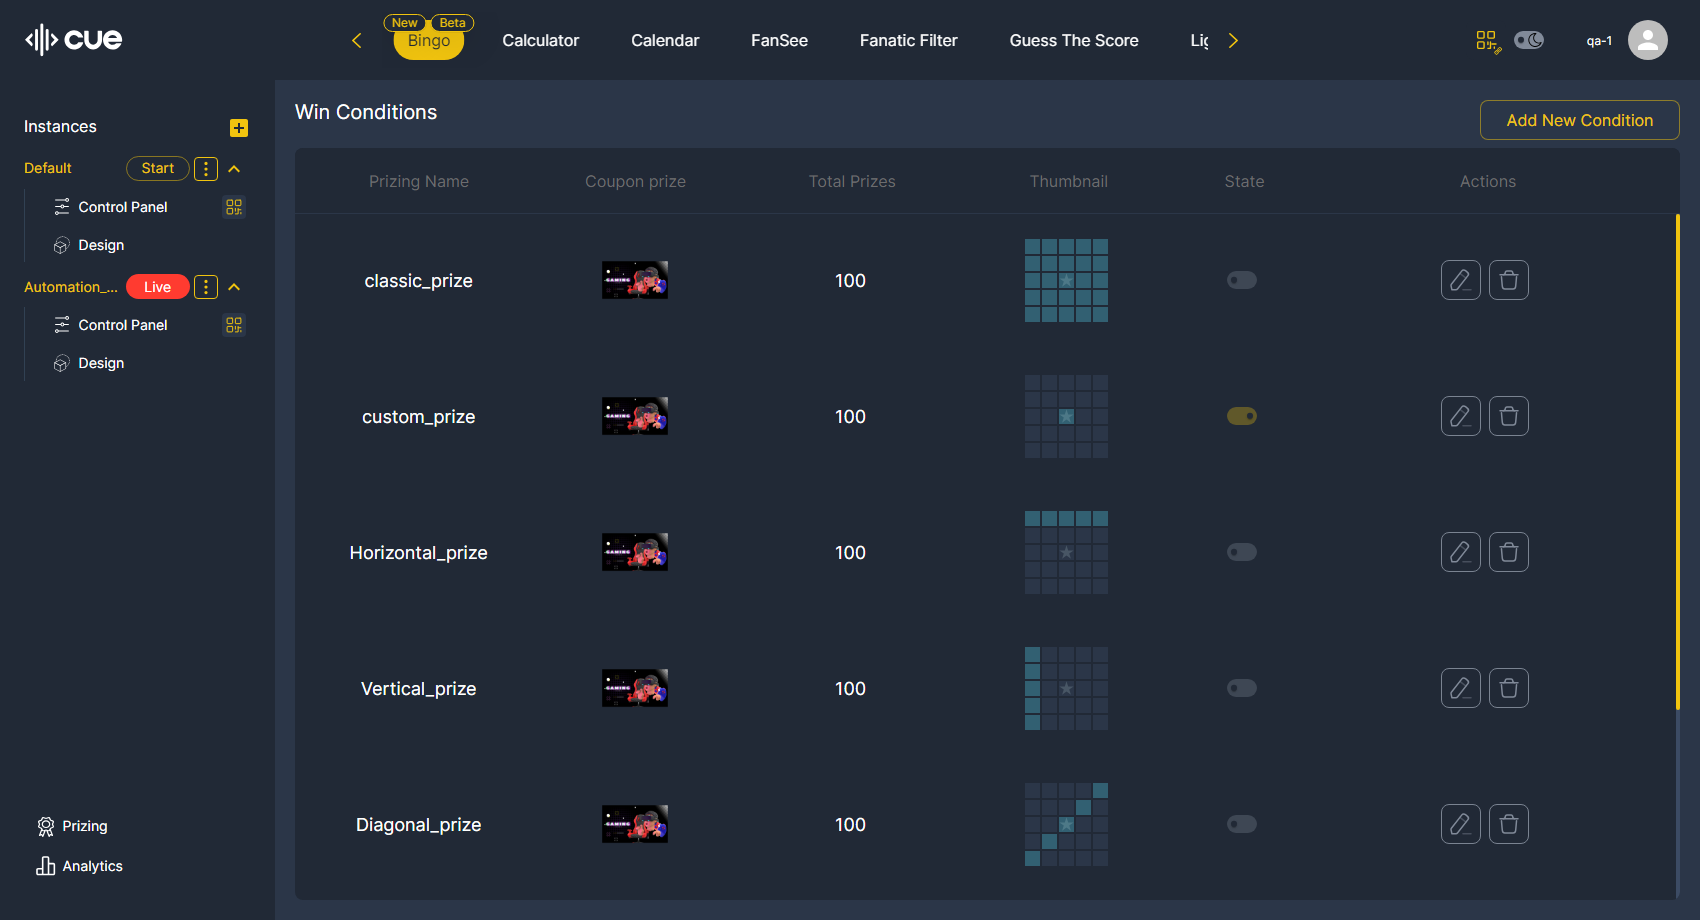 cue
New Beta
Bingo Calculator Calendar FanSee Fanatic Filter Guess The Score Lig
qa-1
Instances
Default Start
Control Panel
Design
Automation_... Live
Control Panel
Design
Prizing
Analytics
Win Conditions
Add New Condition
Prizing Name Coupon prize Total Prizes Thumbnail State Actions
classic_prize GAMING 100
custom_prize GAMING 100
Horizontal_prize GAMING 100
Vertical_prize GAMING 100
Diagonal_prize GAMING 100